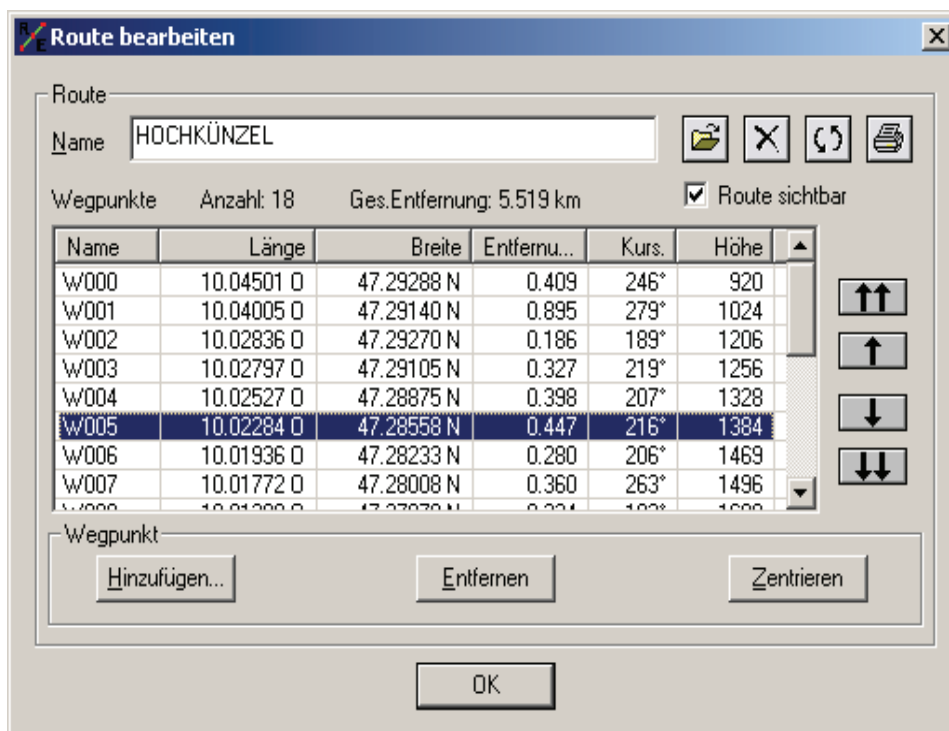 Route bearbeiten
Route
Name HOCHKÜNZEL
Wegpunkte Anzahl: 18 Ges.Entfernung: 5.519 km Route sichtbar
Name Länge Breite Entfernu... Kurs. Höhe
W000 10.04501 O 47.29288 N 0.409 246° 920
W001 10.04005 O 47.29140 N 0.895 279° 1024
W002 10.02836 O 47.29270 N 0.186 189° 1206
W003 10.02797 O 47.29105 N 0.327 219° 1256
W004 10.02527 O 47.28875 N 0.398 207° 1328
W005 10.02284 O 47.28558 N 0.447 216° 1384
W006 10.01936 O 47.28233 N 0.280 206° 1469
W007 10.01772 O 47.28008 N 0.360 263° 1496
Wegpunkt
Hinzufügen... Entfernen Zentrieren
OK